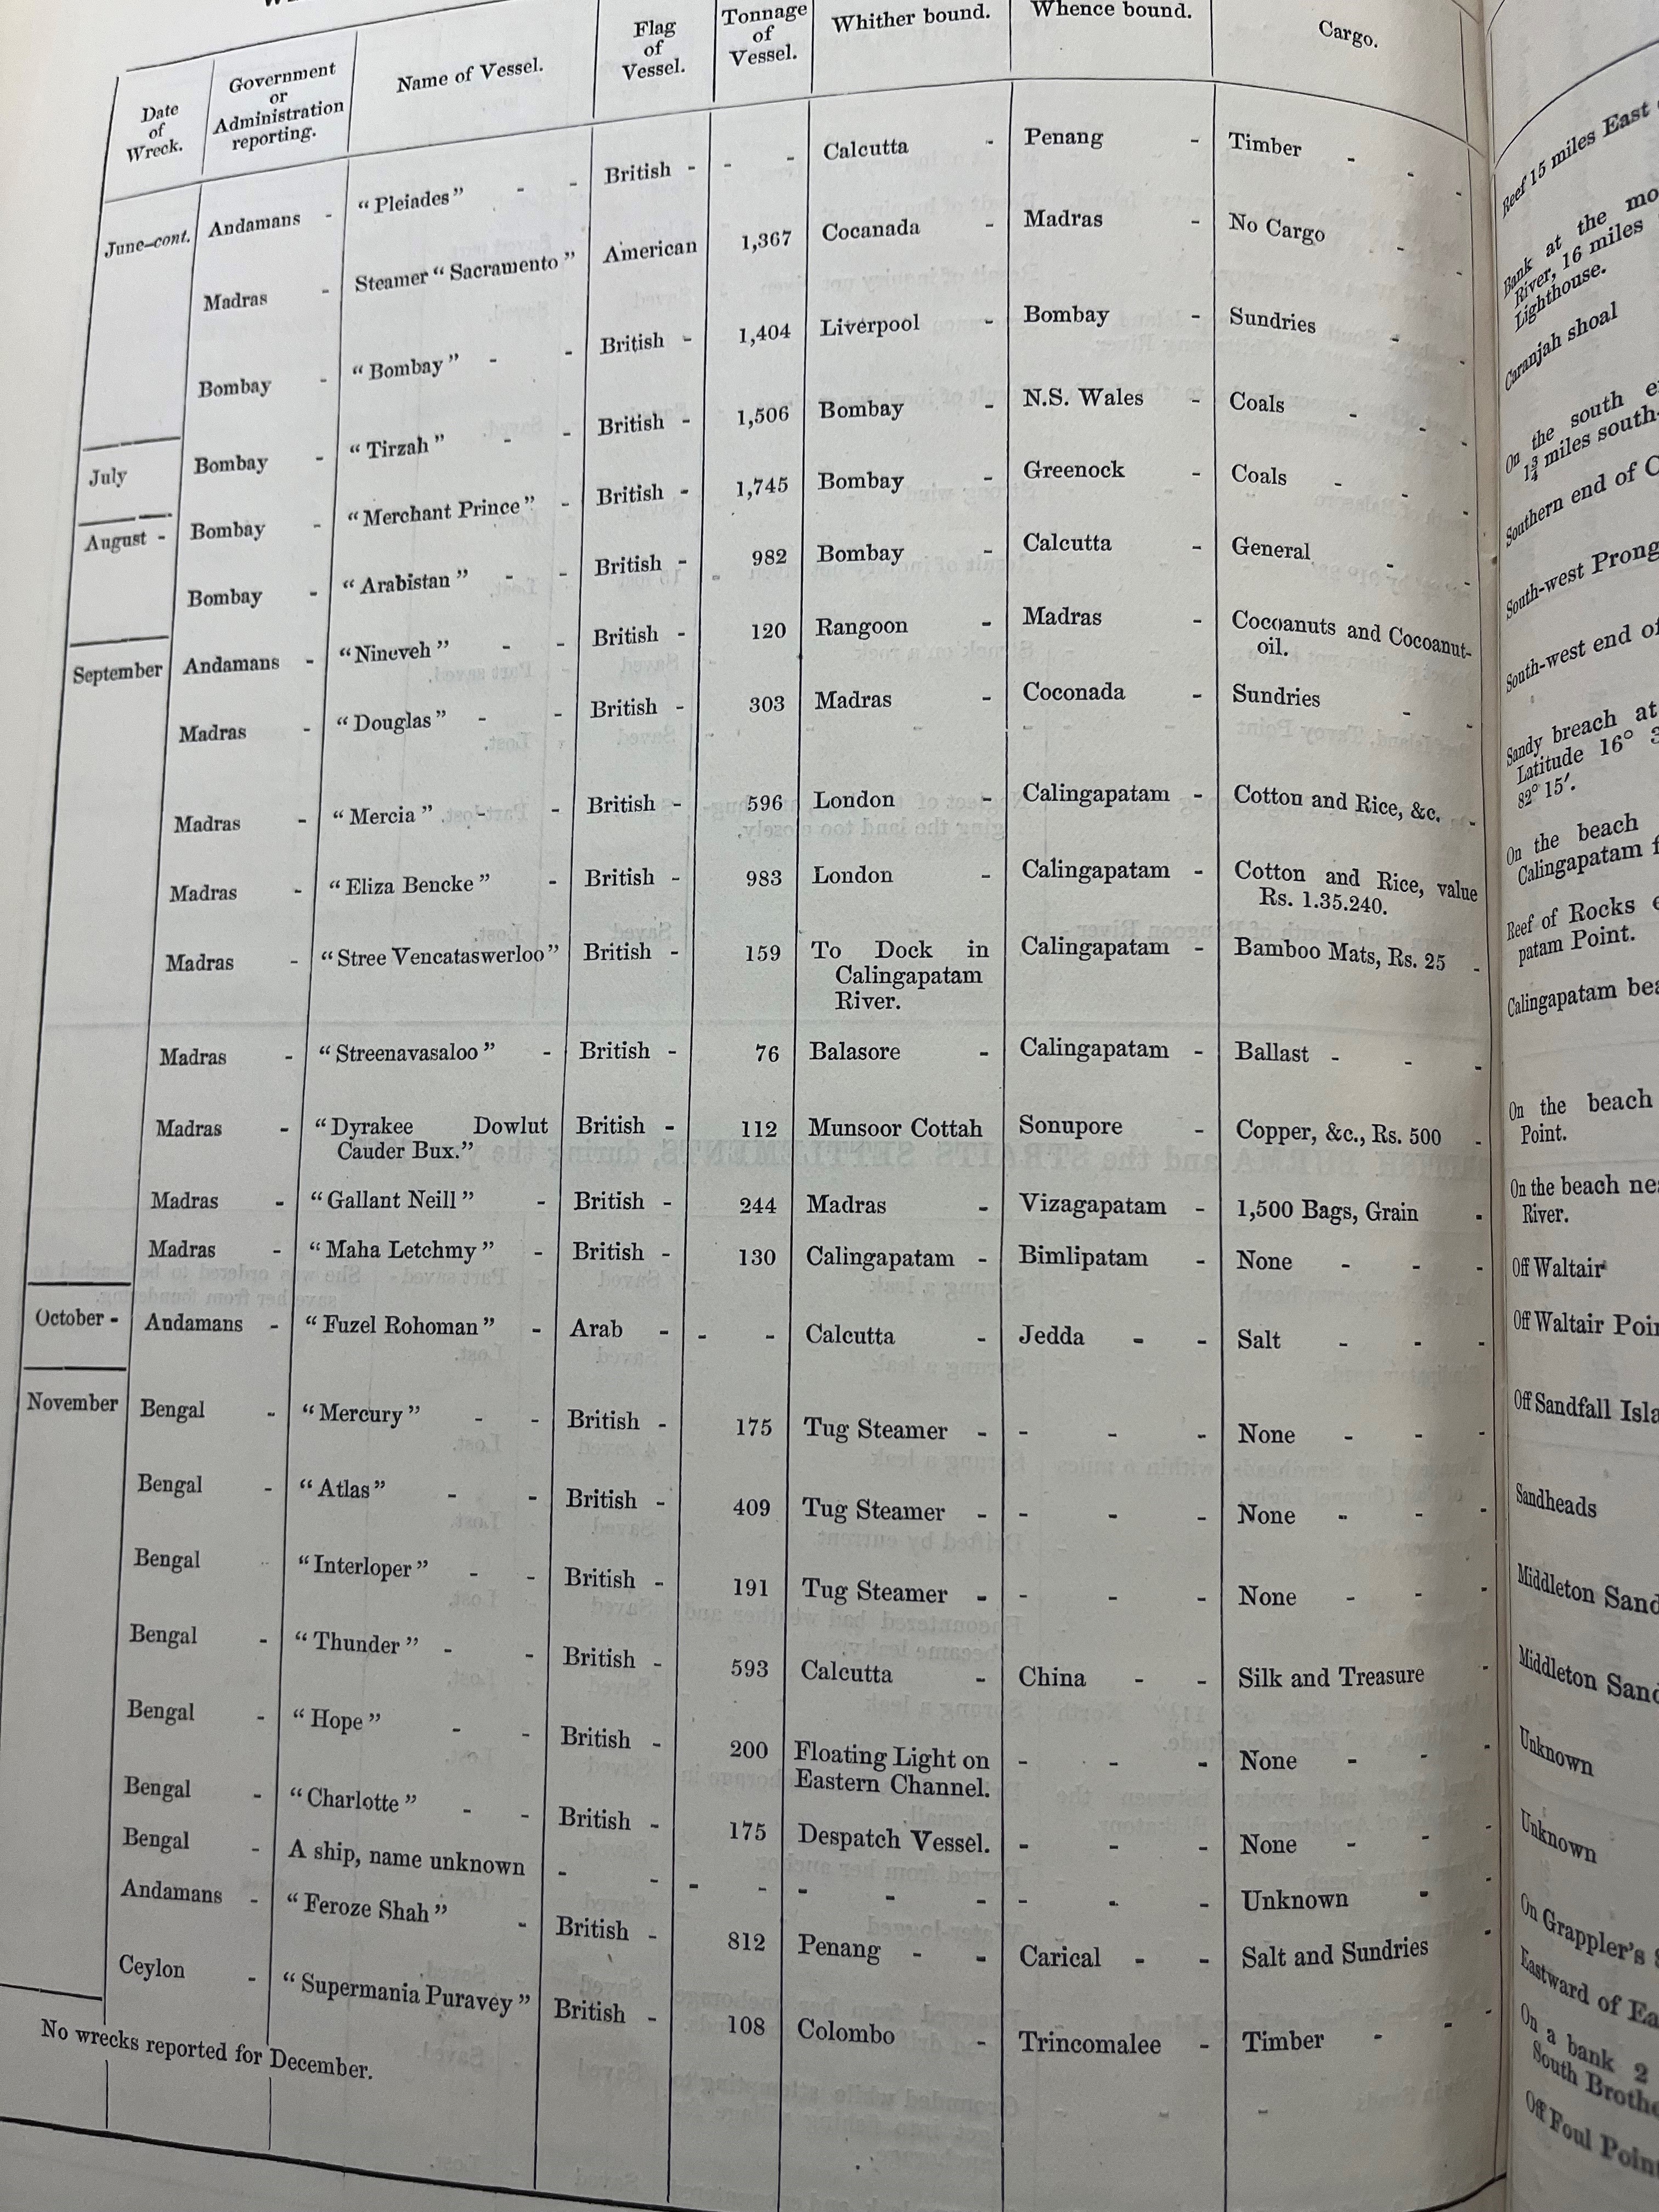 Date of Wreck. | Government or Administration reporting. | Name of Vessel. | Flag of Vessel. | Tonnage of Vessel. | Whither bound. | Whence bound. | Cargo.
June–cont. | Andamans - | “Pleiades” - - | British - | - - | Calcutta - | Penang - | Timber - - - | Reef 15 miles East
Madras - | Steamer “Sacramento” | American | 1,367 | Cocanada - | Madras - | No Cargo - - | Bank at the
River, 16 miles
Lighthouse.
Bombay - | “Bombay” - - | British - | 1,404 | Liverpool - | Bombay - | Sundries - - | Caranjah shoal
July | Bombay - | “Tirzah” - - | British - | 1,506 | Bombay - | N.S. Wales - | Coals - - - | On the south
1¾ miles
August - | Bombay - | “Merchant Prince” - | British - | 1,745 | Bombay - | Greenock - | Coals - - - | Southern end of
Bombay - | “Arabistan” - - | British - | 982 | Bombay - | Calcutta - | General - - | South-west Prong
September | Andamans - | “Nineveh” - - | British - | 120 | Rangoon - | Madras - | Cocoanuts and Cocoanut-
oil. | South-west end of
Madras - | “Douglas” - - | British - | 303 | Madras - | Coconada - | Sundries - - | Sandy breach at
Latitude 16°
82° 15′.
Madras - | “Mercia” - - | British - | 596 | London - | Calingapatam - | Cotton and Rice, &c. - | On the beach
Calingapatam
Madras - | “Eliza Bencke” - | British - | 983 | London - | Calingapatam - | Cotton and Rice, value
Rs. 1.35.240. | Reef of Rocks
patam Point.
Madras - | “Stree Vencataswerloo” | British - | 159 | To Dock in
Calingapatam
River. | Calingapatam - | Bamboo Mats, Rs. 25 - | Calingapatam
Madras - | “Streenavasaloo” - | British - | 76 | Balasore - | Calingapatam - | Ballast - - - | On the beach
Point.
Madras - | “Dyrakee Dowlut
Cauder Bux.” | British - | 112 | Munsoor Cottah | Sonupore - | Copper, &c., Rs. 500 - | On the beach
River.
Madras - | “Gallant Neill” - | British - | 244 | Madras - | Vizagapatam - | 1,500 Bags, Grain - | Off Waltair
Madras - | “Maha Letchmy” - | British - | 130 | Calingapatam - | Bimlipatam - | None - - - | Off Waltair
October - | Andamans - | “Fuzel Rohoman” - | Arab - | - - | Calcutta - | Jedda - - | Salt - - - | Off Sandfall
November | Bengal - | “Mercury” - - | British - | 175 | Tug Steamer - | - - - | None - - - | Sandheads
Bengal - | “Atlas” - - | British - | 409 | Tug Steamer - | - - - | None - - - | Middleton
Bengal | “Interloper” - - | British - | 191 | Tug Steamer - | - - - | None - - - | Middleton
Bengal - | “Thunder” - - | British - | 593 | Calcutta - | China - - | Silk and Treasure - | Unknown
Bengal - | “Hope” - - | British - | 200 | Floating Light on
Eastern Channel. | - - - | None - - - | Unknown
Bengal - | “Charlotte” - - | British - | 175 | Despatch Vessel. | - - - | None - - - | On Grappler’s
Bengal - | A ship, name unknown | - - | - - | - - - | - - - | Unknown - - | Eastward of
Andamans - | “Feroze Shah” - | British - | 812 | Penang - - | Carical - - | Salt and Sundries - | On a bank 2
South
Ceylon - | “Supermania Puravey” | British - | 108 | Colombo - | Trincomalee - | Timber - - - | Off Foul
No wrecks reported for December.